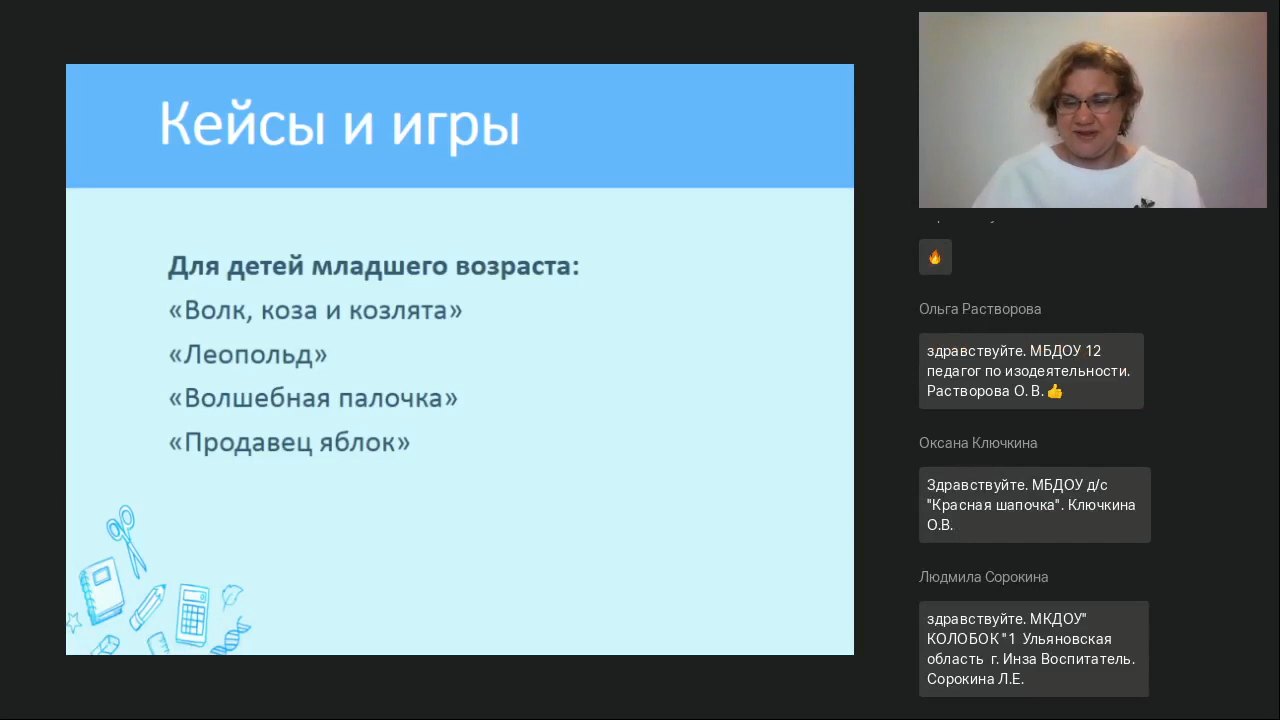 Кейсы и игры
Для детей младшего возраста:
«Волк, коза и козлята»
«Леопольд»
«Волшебная палочка»
«Продавец яблок»
Ольга Растворова
здравствуйте. МБДОУ 12
педагог по изодеятельности.
Растворова О. В.👍
Оксана Ключкина
Здравствуйте. МБДОУ д/с
"Красная шапочка". Ключкина
О.В.
Людмила Сорокина
здравствуйте. МКДОУ"
КОЛОБОК "1 Ульяновская
область г. Инза Воспитатель.
Сорокина Л.Е.